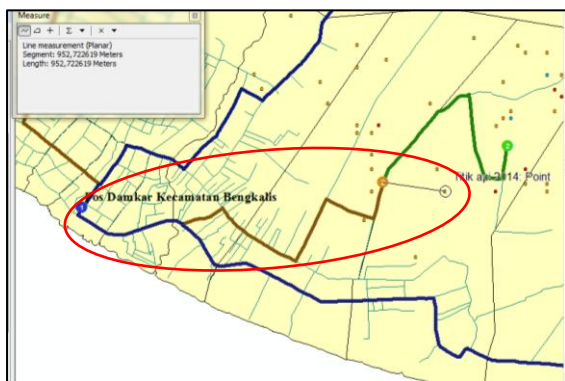 Measure
Line measurement (Planar)
Segment: 952,722619 Meters
Length: 952,722619 Meters
2
Titik api 2014: Point
Pos Damkar Kecamatan Bengkalis